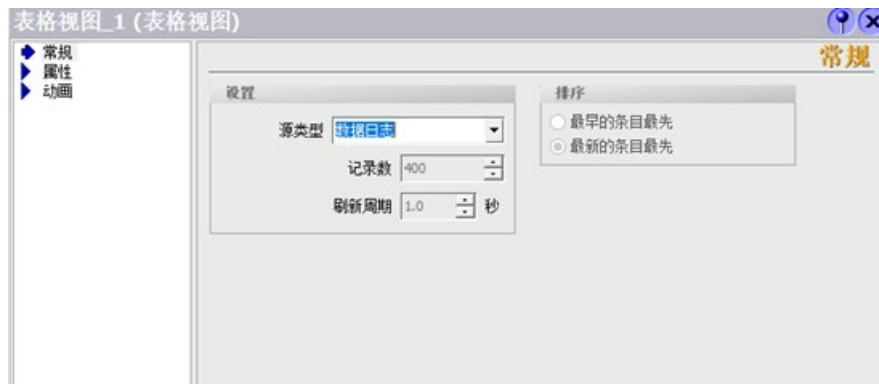 表格视图_1 (表格视图)
常规
属性
动画
常规
设置
源类型 数据日志
记录数 400
刷新周期 1.0 秒
排序
最早的条目最先
最新的条目最先